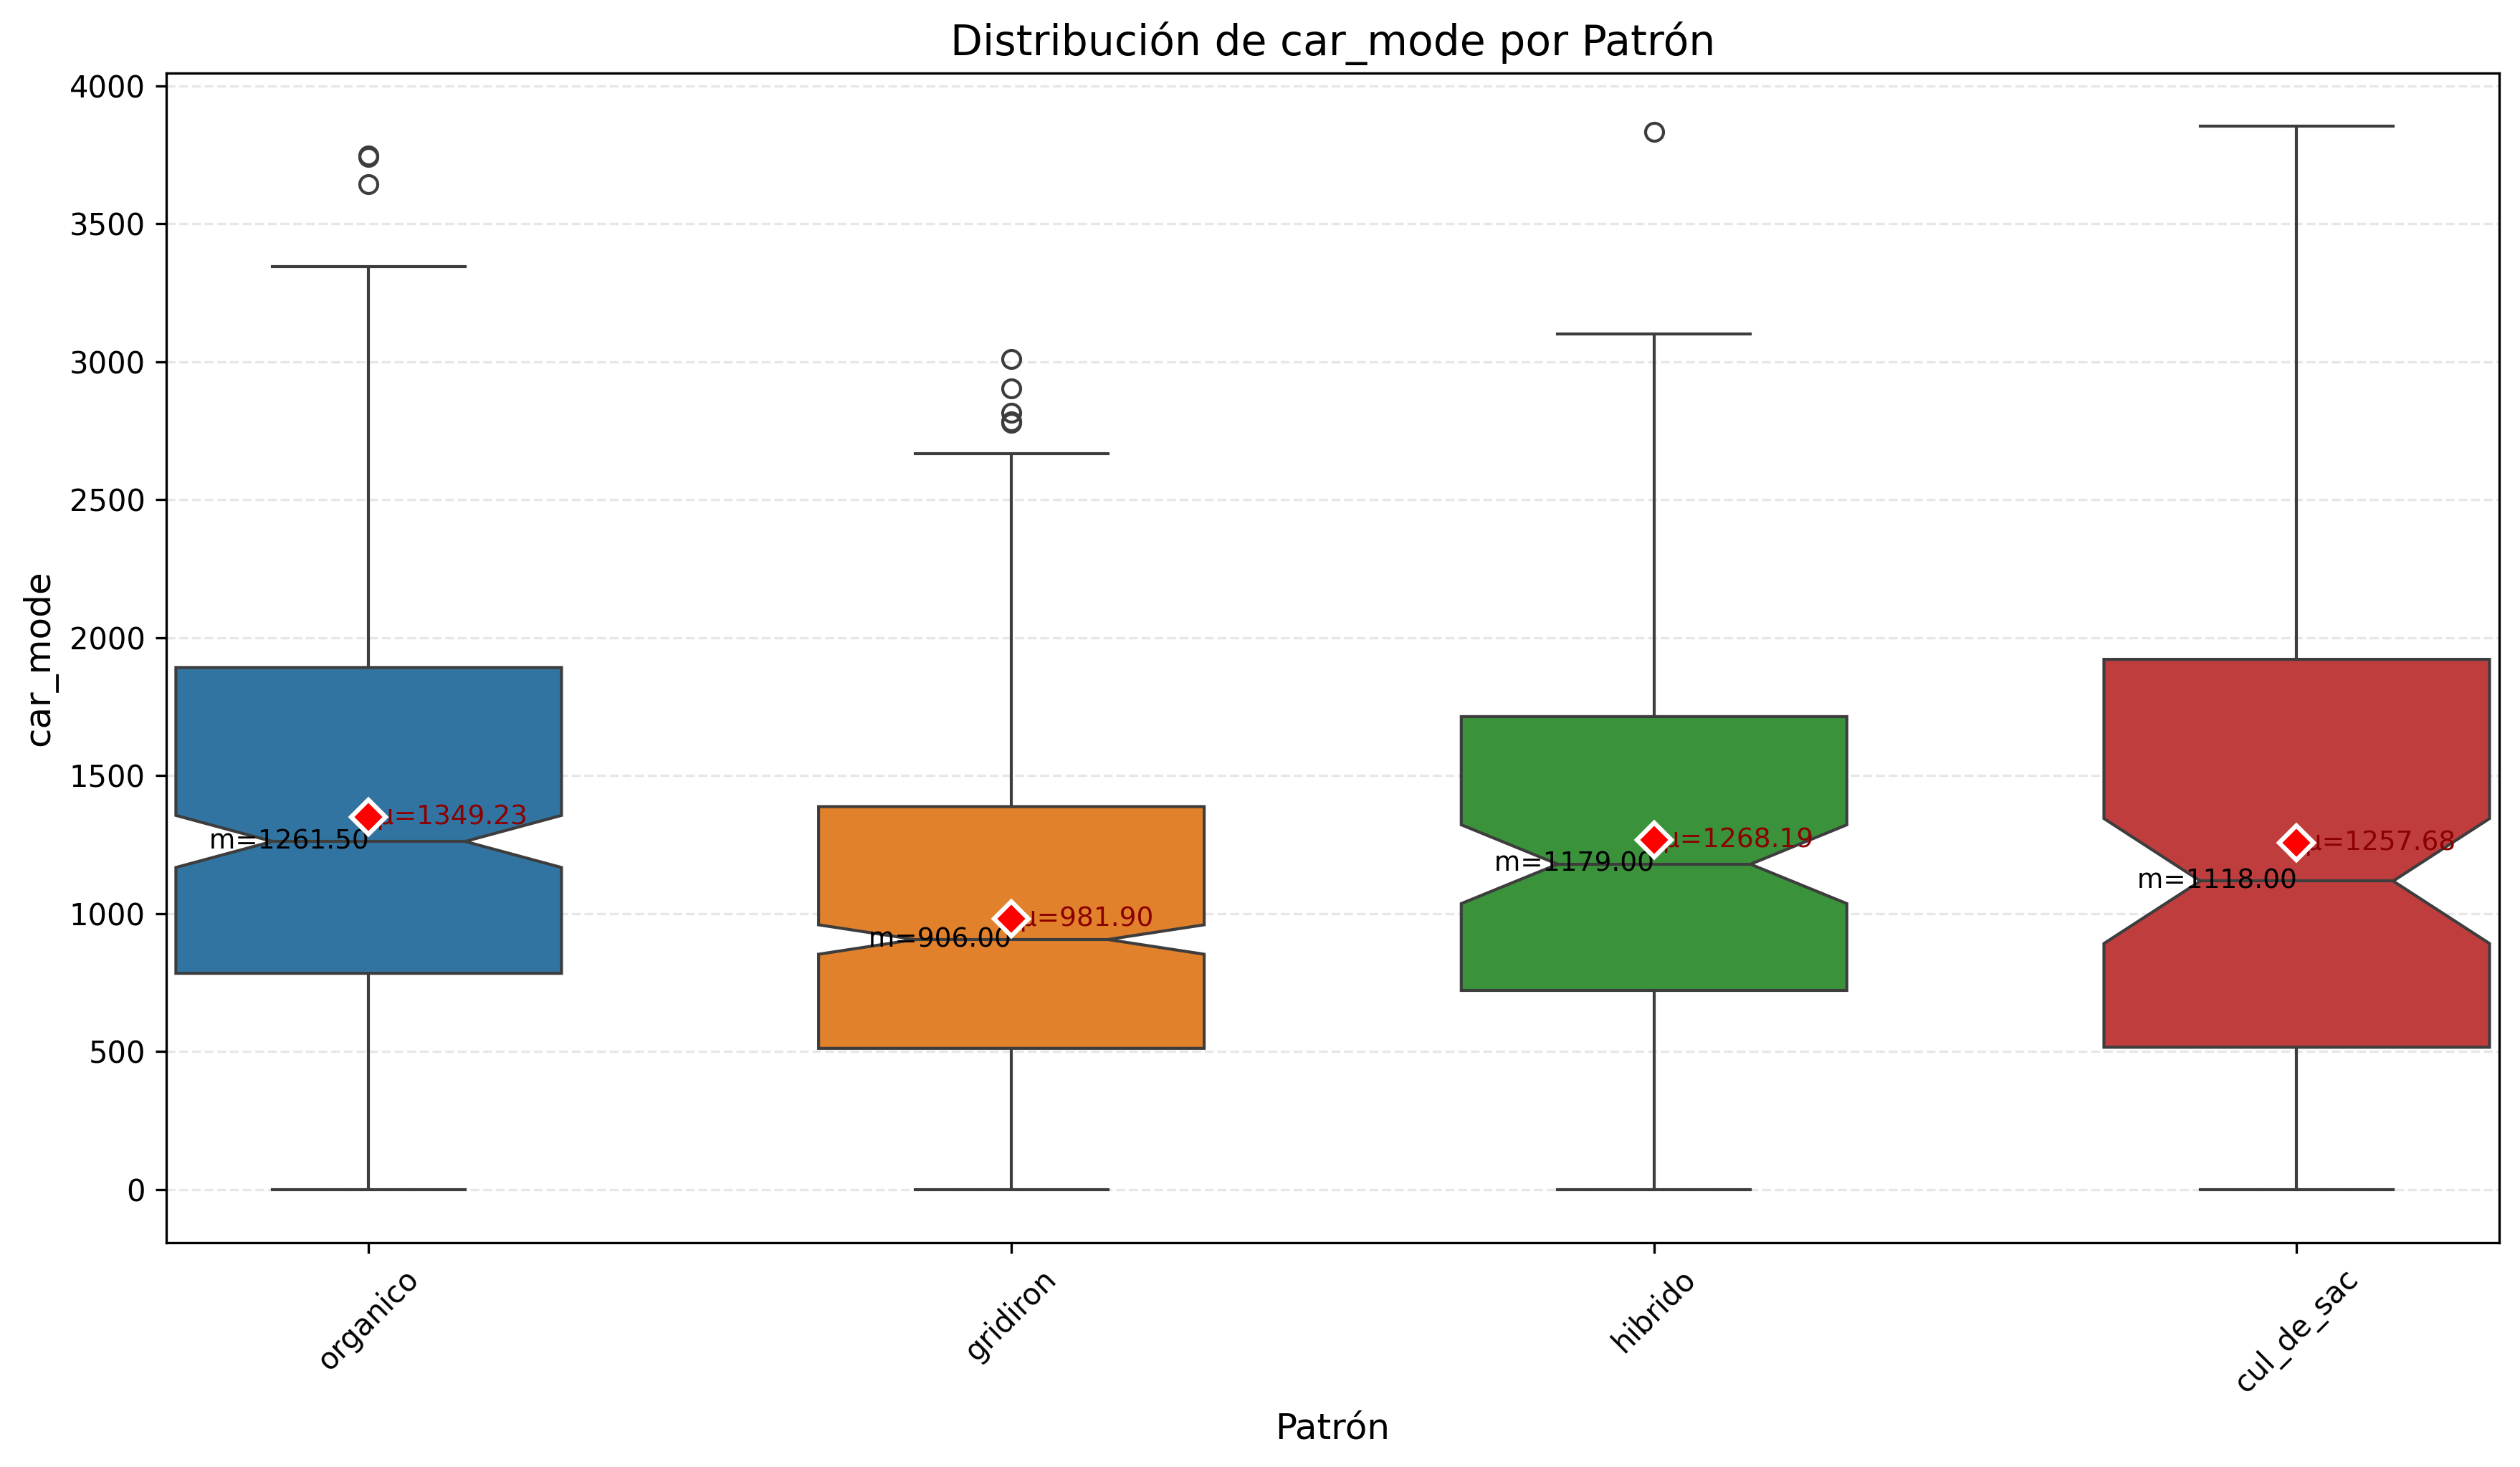 Distribución de car_mode por Patrón
car_mode
4000
3500
3000
2500
2000
1500
1000
500
0
μ=1349.23
m=1261.50
μ=981.90
m=906.00
μ=1268.19
m=1179.00
μ=1257.68
m=1118.00
organico
gridiron
hibrido
cul_de_sac
Patrón